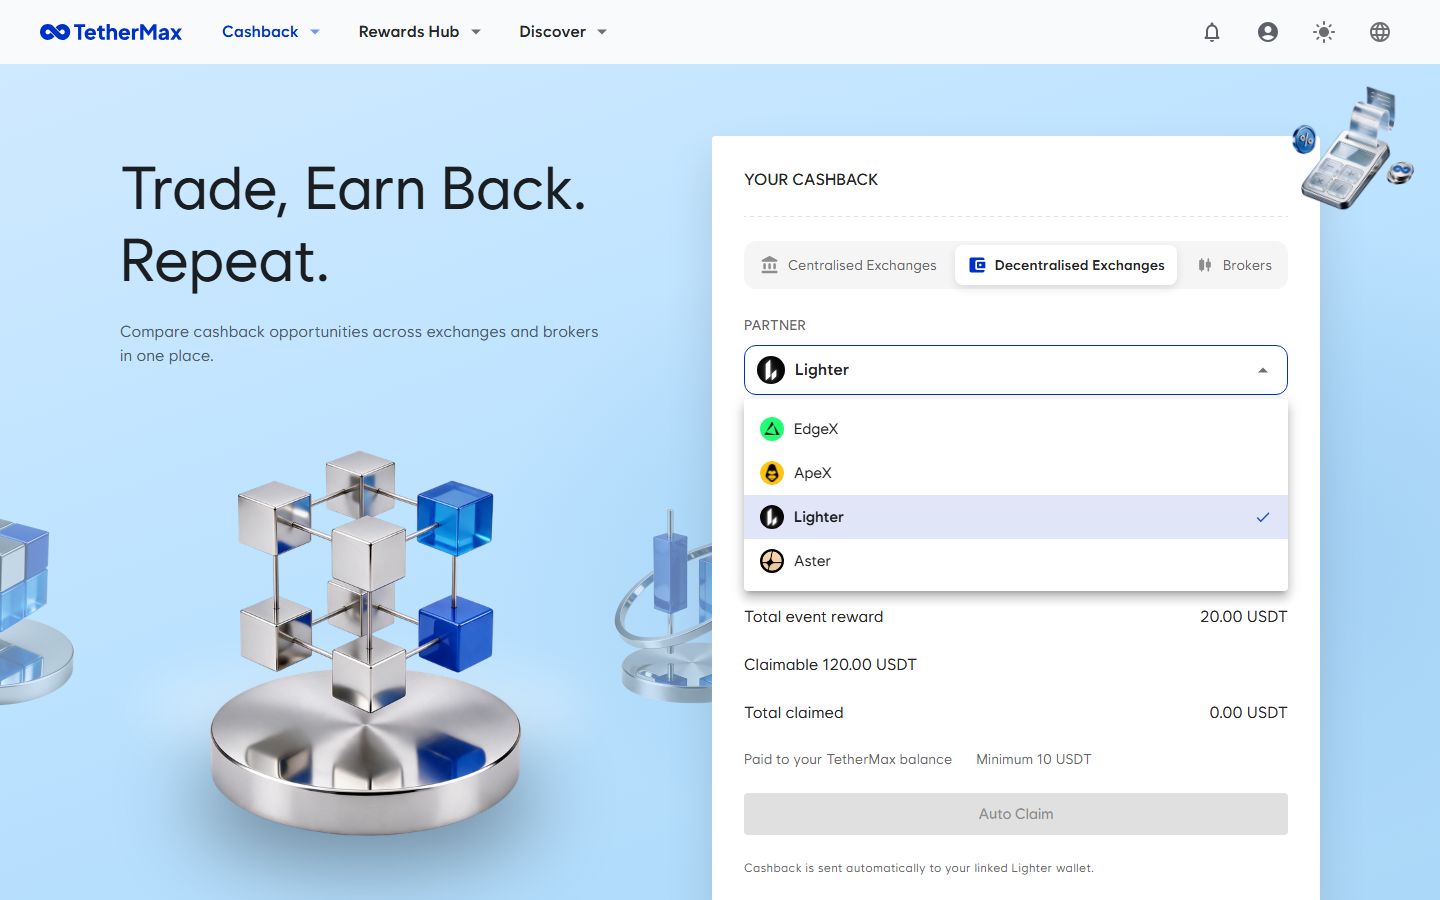 TetherMax Cashback Rewards Hub Discover
Trade, Earn Back.
Repeat.
Compare cashback opportunities across exchanges and brokers
in one place.
YOUR CASHBACK
Centralised Exchanges Decentralised Exchanges Brokers
PARTNER
Lighter
EdgeX
ApeX
Lighter
Aster
Total event reward 20.00 USDT
Claimable 120.00 USDT
Total claimed 0.00 USDT
Paid to your TetherMax balance Minimum 10 USDT
Auto Claim
Cashback is sent automatically to your linked Lighter wallet.